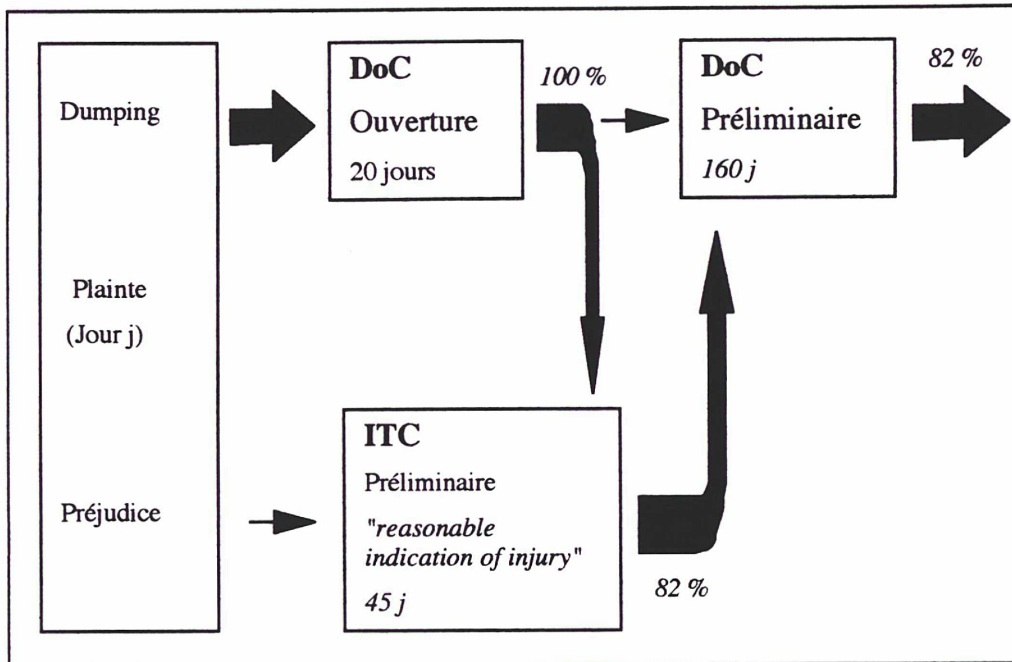 Dumping
Plainte
(Jour j)
Préjudice
DoC
Ouverture
20 jours
100 %
DoC
Préliminaire
160 j
82 %
ITC
Préliminaire
"reasonable
indication of injury"
45 j
82 %